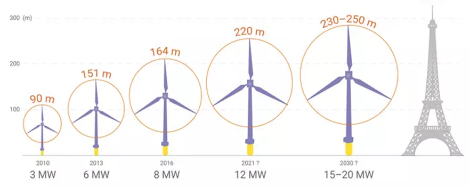 300 (m)
200
100
90 m
151 m
164 m
220 m
230–250 m
2010
2013
2016
2021 ?
2030 ?
3 MW
6 MW
8 MW
12 MW
15–20 MW